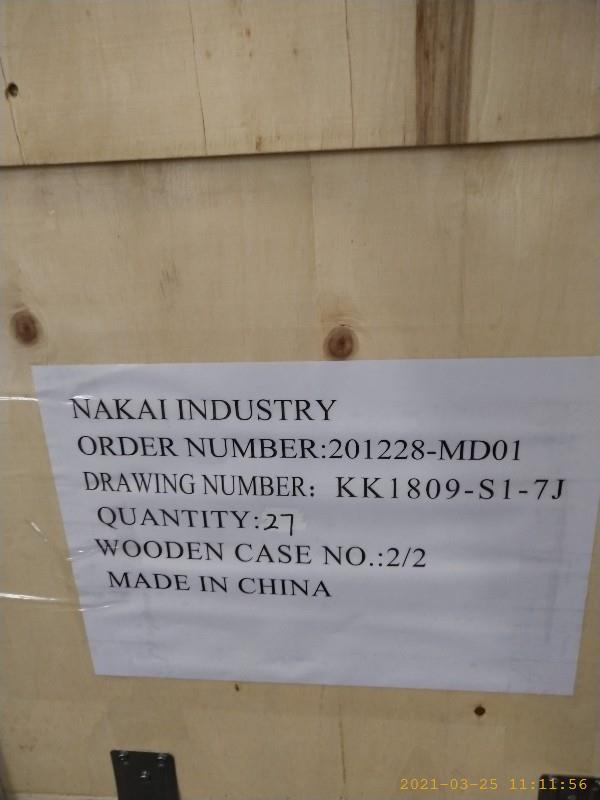 NAKAI INDUSTRY
ORDER NUMBER:201228-MD01
DRAWING NUMBER: KK1809-S1-7J
QUANTITY:27
WOODEN CASE NO.:2/2
MADE IN CHINA
2021-03-25 11:11:56